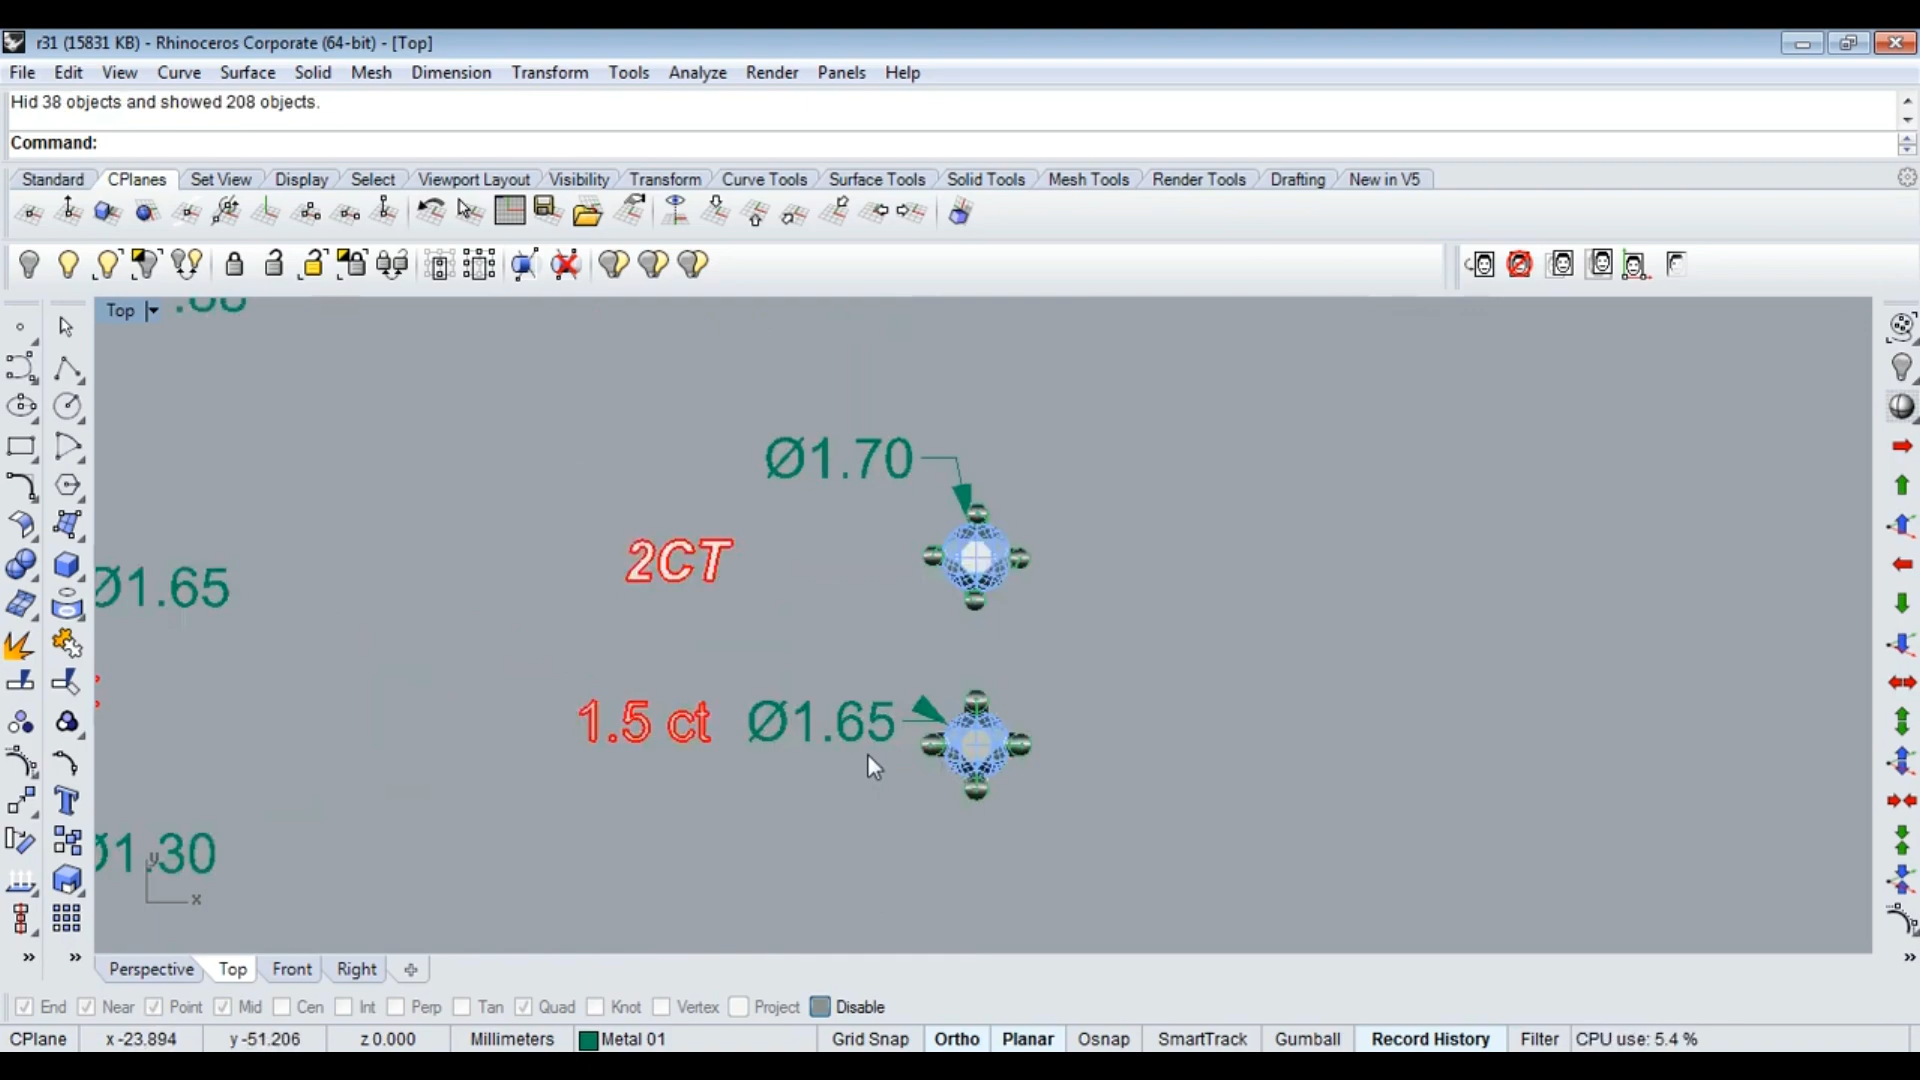 r31 (15831 KB) - Rhinoceros Corporate (64-bit) - [Top]
File Edit View Curve Surface Solid Mesh Dimension Transform Tools Analyze Render Panels Help
Hid 38 objects and showed 208 objects.
Command:
Standard CPlanes Set View Display Select Viewport Layout Visibility Transform Curve Tools Surface Tools Solid Tools Mesh Tools Render Tools Drafting New in V5
Top
Ø1.70
2CT
Ø1.65
1.5 ct Ø1.65
Ø1.30
y
x
Perspective Top Front Right
End Near Point Mid Cen Int Perp Tan Quad Knot Vertex Project Disable
CPlane x -23.894 y -51.206 z 0.000 Millimeters Metal 01 Grid Snap Ortho Planar Osnap SmartTrack Gumball Record History Filter CPU use: 5.4 %